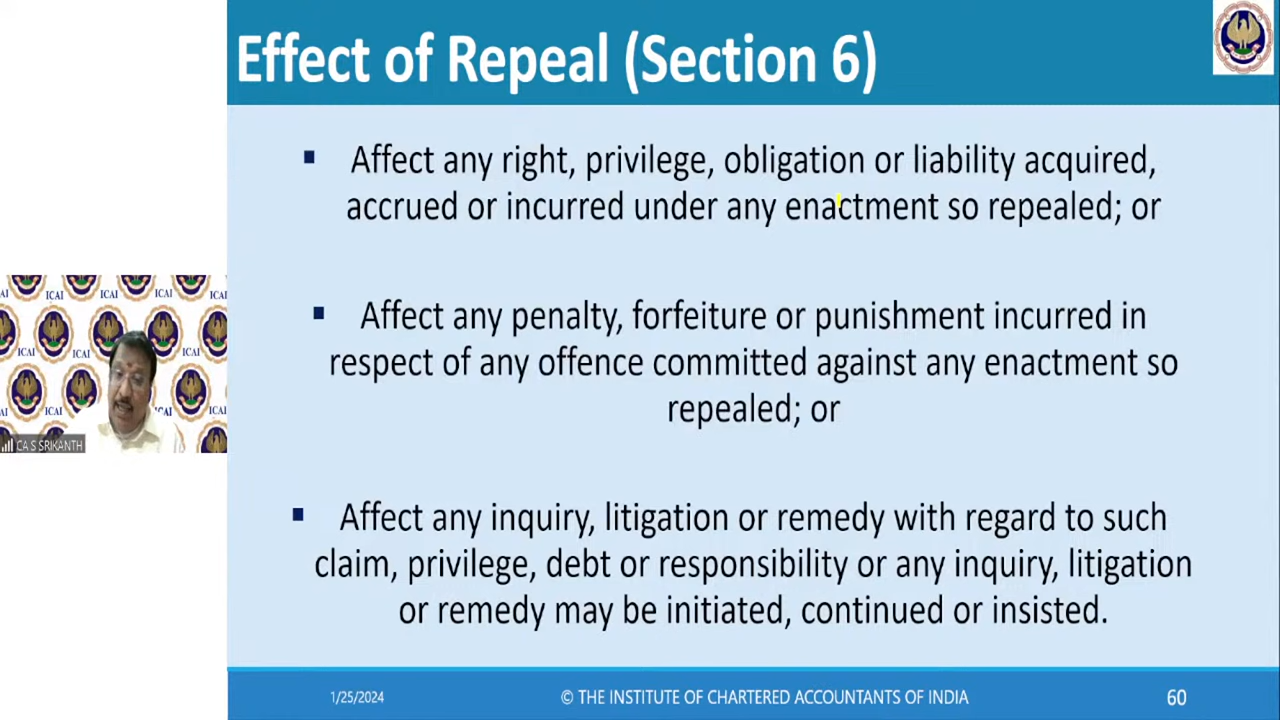 Effect of Repeal (Section 6)
▪ Affect any right, privilege, obligation or liability acquired,
accrued or incurred under any enactment so repealed; or
▪ Affect any penalty, forfeiture or punishment incurred in
respect of any offence committed against any enactment so
repealed; or
▪ Affect any inquiry, litigation or remedy with regard to such
claim, privilege, debt or responsibility or any inquiry, litigation
or remedy may be initiated, continued or insisted.
ICAI
ICAI
ICAI
ICAI
CA S SRIKANTH
1/25/2024
© THE INSTITUTE OF CHARTERED ACCOUNTANTS OF INDIA
60